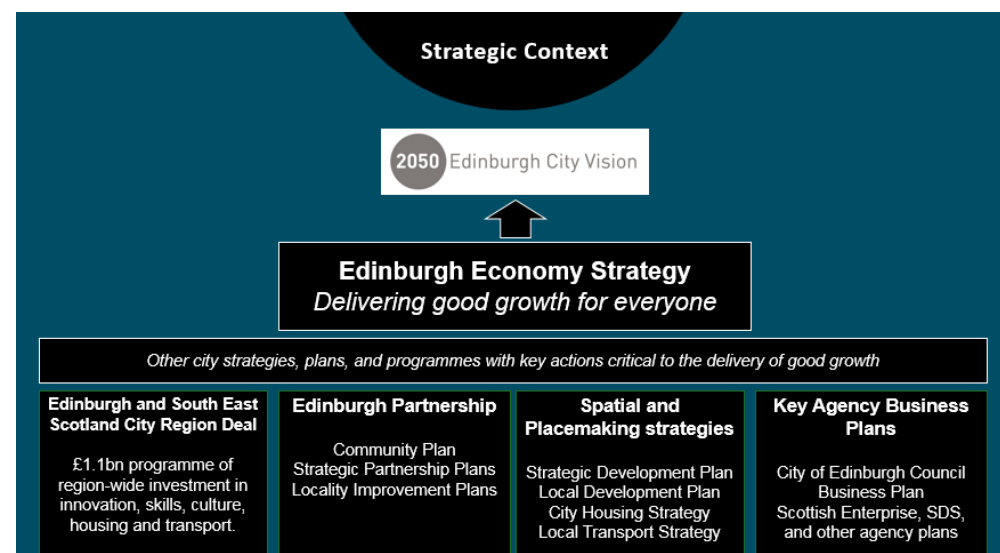 Strategic Context
2050 Edinburgh City Vision
Edinburgh Economy Strategy
Delivering good growth for everyone
Other city strategies, plans, and programmes with key actions critical to the delivery of good growth
Edinburgh and South East
Scotland City Region Deal
£1.1bn programme of
region-wide investment in
innovation, skills, culture,
housing and transport.
Edinburgh Partnership
Community Plan
Strategic Partnership Plans
Locality Improvement Plans
Spatial and
Placemaking strategies
Strategic Development Plan
Local Development Plan
City Housing Strategy
Local Transport Strategy
Key Agency Business
Plans
City of Edinburgh Council
Business Plan
Scottish Enterprise, SDS,
and other agency plans